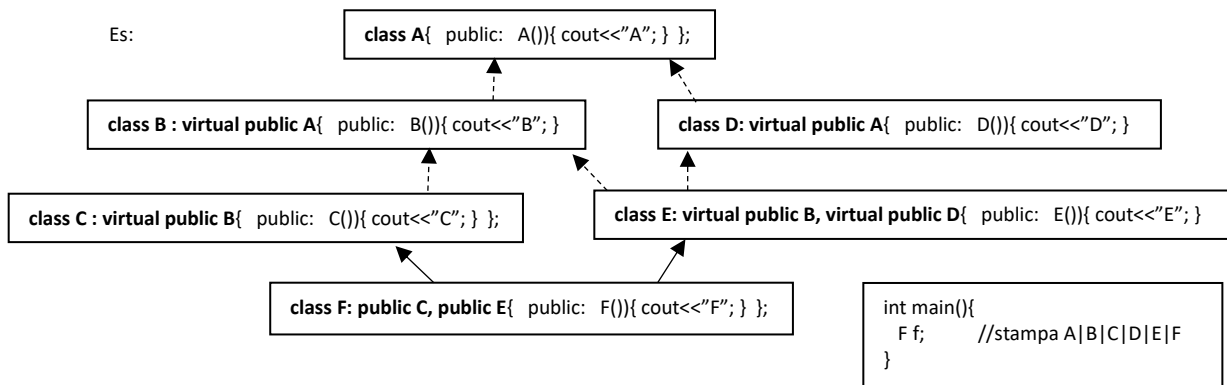 Es:
class A{ public: A()){ cout<<”A”; } };
class B : virtual public A{ public: B()){ cout<<”B”; }
class D: virtual public A{ public: D()){ cout<<”D”; }
class C : virtual public B{ public: C()){ cout<<”C”; } };
class E: virtual public B, virtual public D{ public: E()){ cout<<”E”; }
class F: public C, public E{ public: F()){ cout<<”F”; } };
int main(){
F f; //stampa A|B|C|D|E|F
}